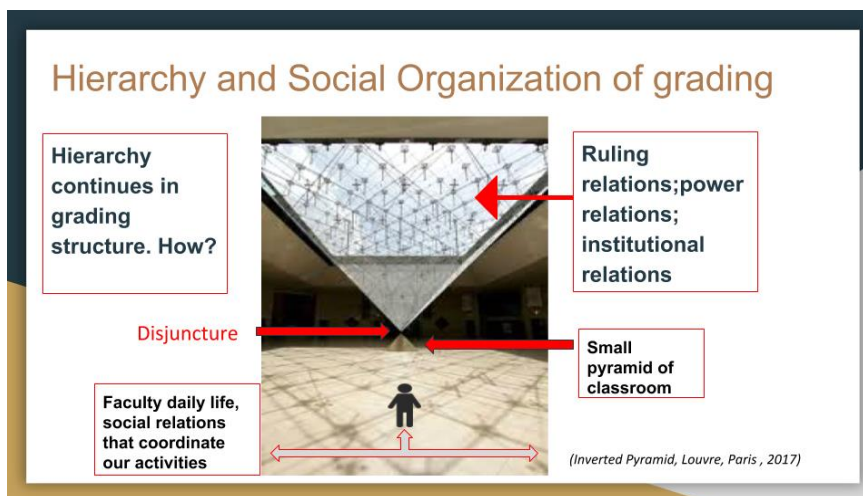 Hierarchy and Social Organization of grading
Hierarchy
continues in
grading
structure. How?
Ruling
relations;power
relations;
institutional
relations
Disjuncture
Small
pyramid of
classroom
Faculty daily life,
social relations
that coordinate
our activities
(Inverted Pyramid, Louvre, Paris , 2017)